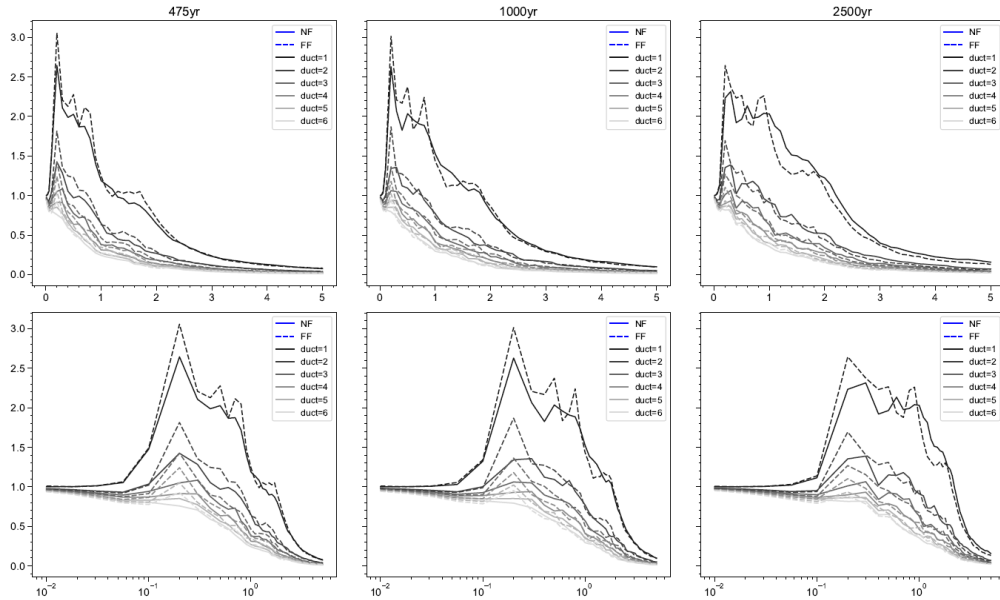 475yr
1000yr
2500yr
3.0
2.5
2.0
1.5
1.0
0.5
0.0
NF
FF
duct=1
duct=2
duct=3
duct=4
duct=5
duct=6
NF
FF
duct=1
duct=2
duct=3
duct=4
duct=5
duct=6
NF
FF
duct=1
duct=2
duct=3
duct=4
duct=5
duct=6
0 1 2 3 4 5
0 1 2 3 4 5
0 1 2 3 4 5
3.0
2.5
2.0
1.5
1.0
0.5
0.0
NF
FF
duct=1
duct=2
duct=3
duct=4
duct=5
duct=6
NF
FF
duct=1
duct=2
duct=3
duct=4
duct=5
duct=6
NF
FF
duct=1
duct=2
duct=3
duct=4
duct=5
duct=6
10⁻² 10⁻¹ 10⁰
10⁻² 10⁻¹ 10⁰
10⁻² 10⁻¹ 10⁰